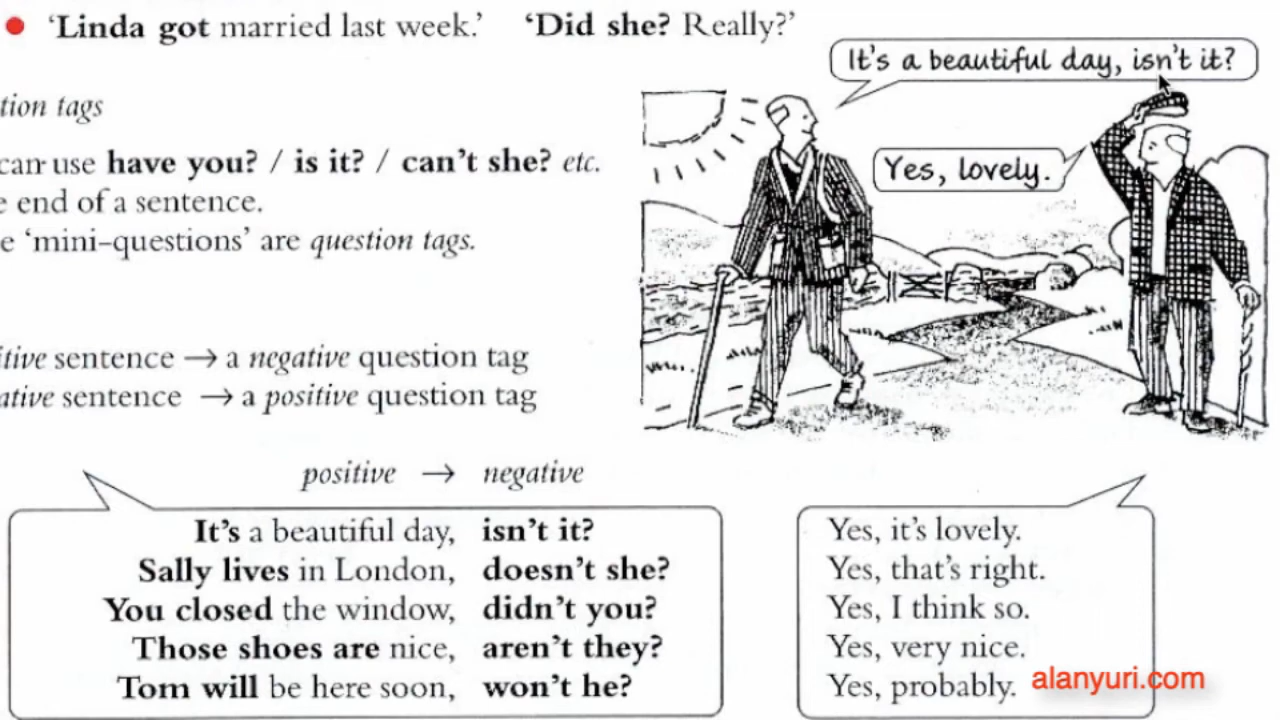 • ‘Linda got married last week.’ ‘Did she? Really?’
It's a beautiful day, isn't it?
tion tags
Yes, lovely.
can use have you? / is it? / can’t she? etc.
e end of a sentence.
e ‘mini-questions’ are question tags.
itive sentence → a negative question tag
ative sentence → a positive question tag
positive → negative
It’s a beautiful day, isn’t it? Yes, it’s lovely.
Sally lives in London, doesn’t she? Yes, that’s right.
You closed the window, didn’t you? Yes, I think so.
Those shoes are nice, aren’t they? Yes, very nice.
Tom will be here soon, won’t he? Yes, probably.
alanyuri.com